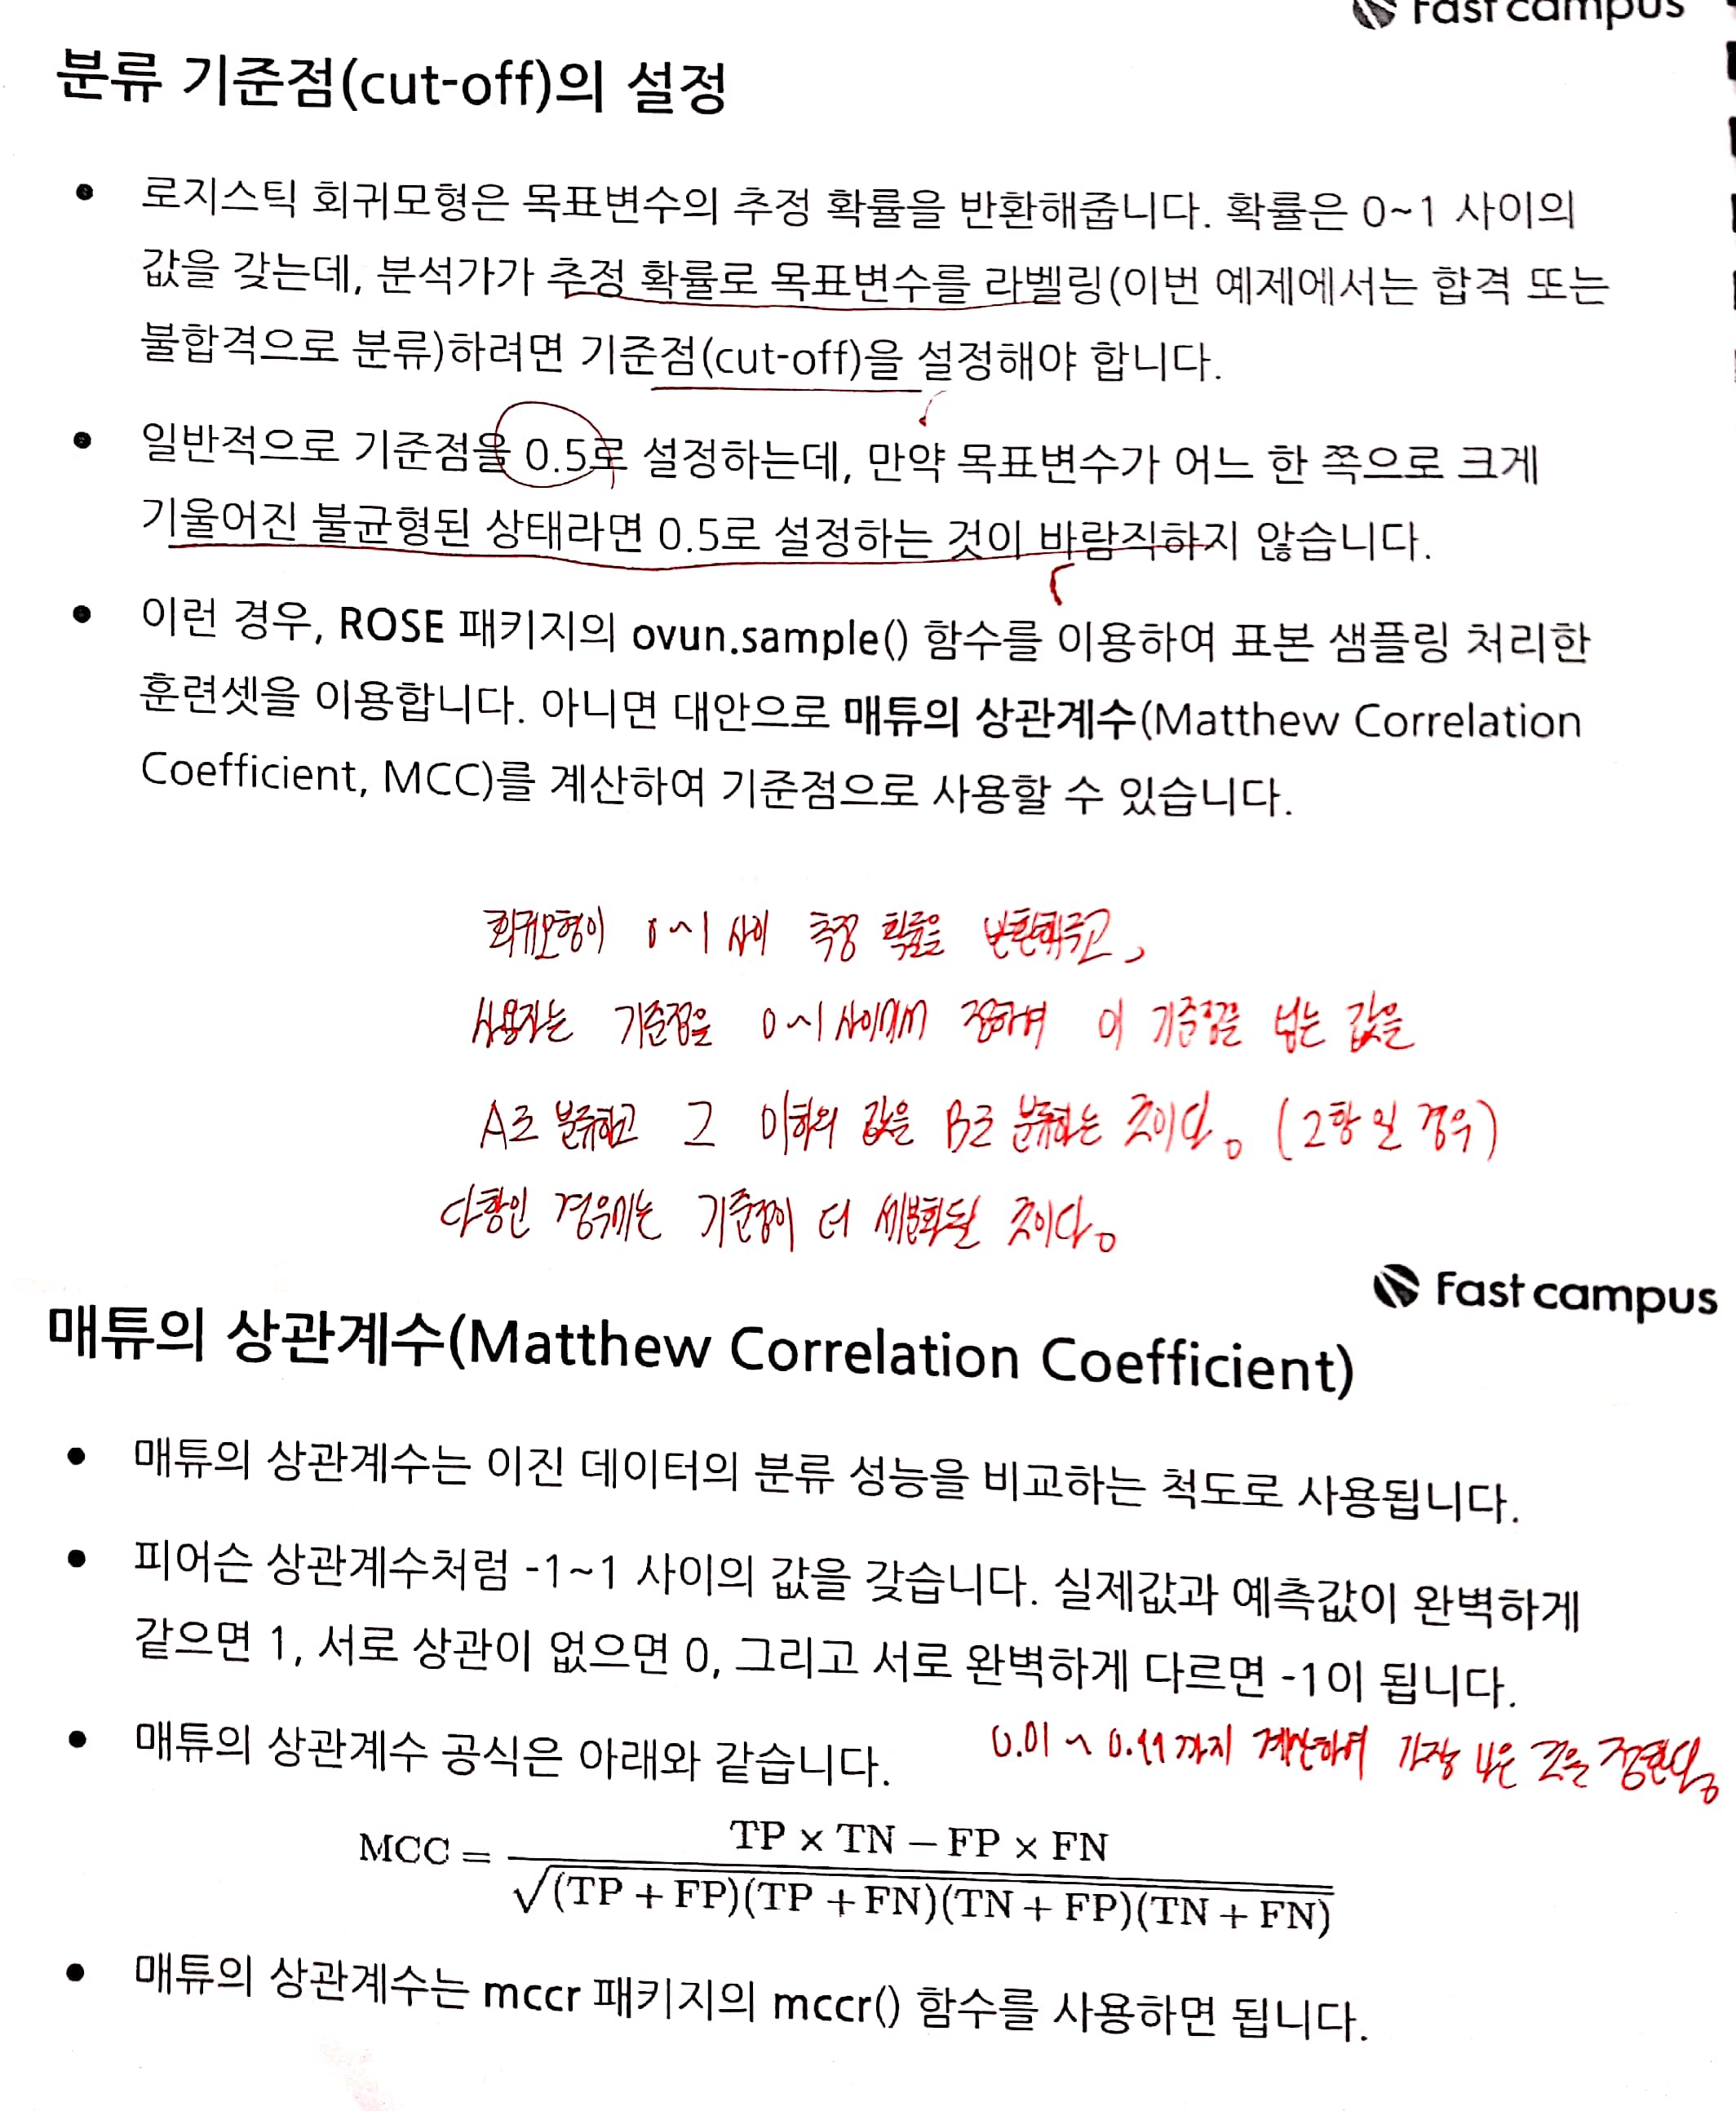 Fast campus
분류 기준점(cut-off)의 설정
• 로지스틱 회귀모형은 목표변수의 추정 확률을 반환해줍니다. 확률은 0~1 사이의
값을 갖는데, 분석가가 추정 확률로 목표변수를 라벨링(이번 예제에서는 합격 또는
불합격으로 분류)하려면 기준점(cut-off)을 설정해야 합니다.
• 일반적으로 기준점을 0.5로 설정하는데, 만약 목표변수가 어느 한 쪽으로 크게
기울어진 불균형된 상태라면 0.5로 설정하는 것이 바람직하지 않습니다.
• 이런 경우, ROSE 패키지의 ovun.sample() 함수를 이용하여 표본 샘플링 처리한
훈련셋을 이용합니다. 아니면 대안으로 매튜의 상관계수(Matthew Correlation
Coefficient, MCC)를 계산하여 기준점으로 사용할 수 있습니다.
회귀모형이 0~1 사이 추정 확률을 반환해주고,
사용자는 기준점을 0~1 사이에서 정하며 이 기준점을 넘는 값을
A로 분류하고 그 이하의 값을 B로 분류하는 것이다. (2항일 경우)
다항인 경우에는 기준점이 더 세분화될 것이다.
Fast campus
매튜의 상관계수(Matthew Correlation Coefficient)
• 매튜의 상관계수는 이진 데이터의 분류 성능을 비교하는 척도로 사용됩니다.
• 피어슨 상관계수처럼 -1~1 사이의 값을 갖습니다. 실제값과 예측값이 완벽하게
같으면 1, 서로 상관이 없으면 0, 그리고 서로 완벽하게 다르면 -1이 됩니다.
• 매튜의 상관계수 공식은 아래와 같습니다.
0.01 ~ 0.99까지 계산하여 가장 나은 것을 정한다.
MCC = TP × TN − FP × FN
√(TP + FP)(TP + FN)(TN + FP)(TN + FN)
• 매튜의 상관계수는 mccr 패키지의 mccr() 함수를 사용하면 됩니다.